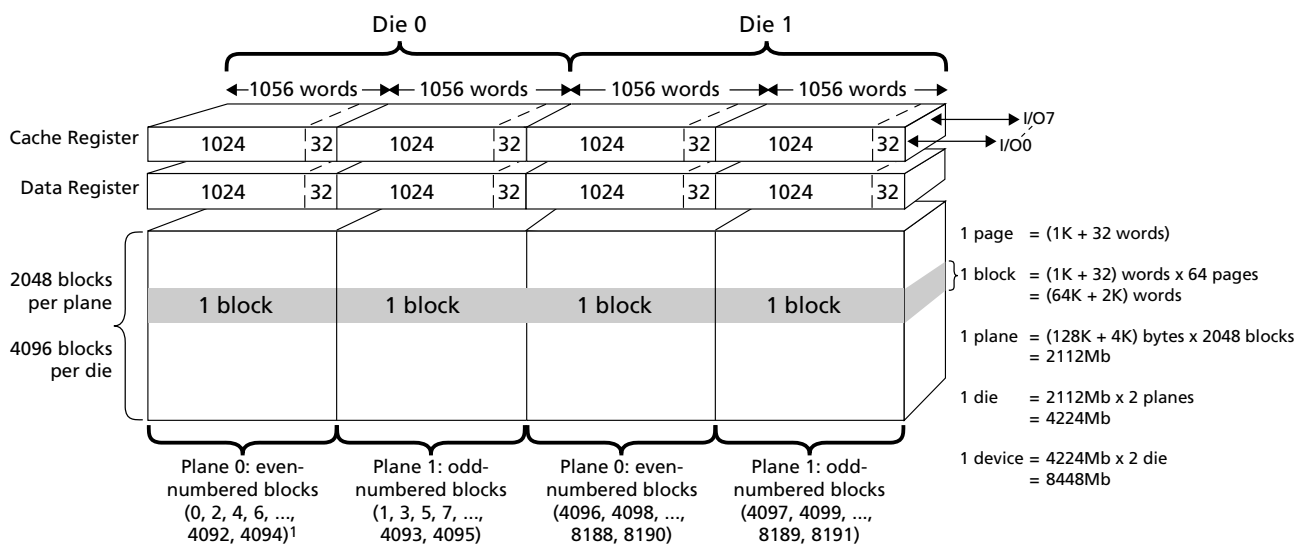 Die 0
Die 1
1056 words
1056 words
1056 words
1056 words
Cache Register
1024
32
1024
32
1024
32
1024
32
I/O7
I/O0
Data Register
1024
32
1024
32
1024
32
1024
32
2048 blocks
per plane
4096 blocks
per die
1 block
1 block
1 block
1 block
1 page = (1K + 32 words)
1 block = (1K + 32) words x 64 pages
= (64K + 2K) words
1 plane = (128K + 4K) bytes x 2048 blocks
= 2112Mb
1 die = 2112Mb x 2 planes
= 4224Mb
1 device = 4224Mb x 2 die
= 8448Mb
Plane 0: even-
numbered blocks
(0, 2, 4, 6, ...,
4092, 4094)1
Plane 1: odd-
numbered blocks
(1, 3, 5, 7, ...,
4093, 4095)
Plane 0: even-
numbered blocks
(4096, 4098, ...,
8188, 8190)
Plane 1: odd-
numbered blocks
(4097, 4099, ...,
8189, 8191)